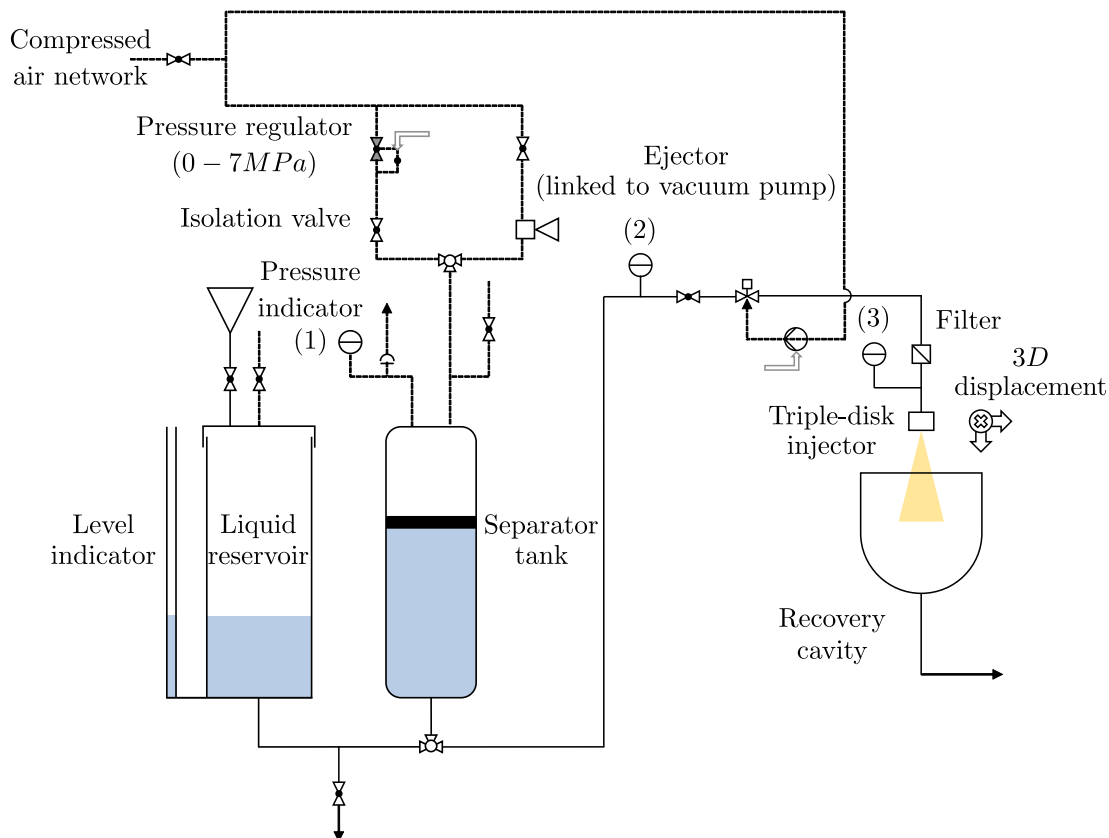 Compressed
air network
Pressure regulator
(0 − 7MPa)
Ejector
(linked to vacuum pump)
Isolation valve
(2)
Pressure
indicator
(1)
(3)
Filter
3D
displacement
Triple-disk
injector
Level
indicator
Liquid
reservoir
Separator
tank
Recovery
cavity